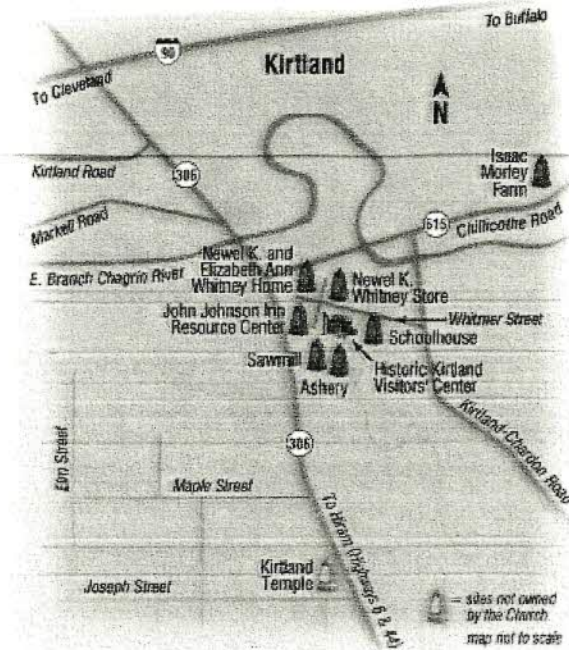 To Buffalo
90
Kirtland
To Cleveland
N
Isaac
Morley
Farm
Kirtland Road
306
Markell Road
615
Chillicothe Road
E. Branch Chagrin River
Newel K. and
Elizabeth Ann
Whitney Home
Newel K.
Whitney Store
John Johnson Inn
Resource Center
Whitmer Street
Schoolhouse
Sawmill
Ashery
Historic Kirtland
Visitors' Center
Kirtland-Chardon Road
Elm Street
306
Maple Street
To Hiram (Highways 6 & 44)
Kirtland
Temple
Joseph Street
= sites not owned
by the Church
map not to scale